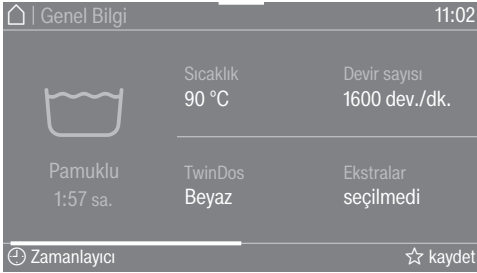 | Genel Bilgi 11:02
Sıcaklık Devir sayısı
90 °C 1600 dev./dk.
Pamuklu TwinDos Ekstralar
1:57 sa. Beyaz seçilmedi
Zamanlayıcı kaydet